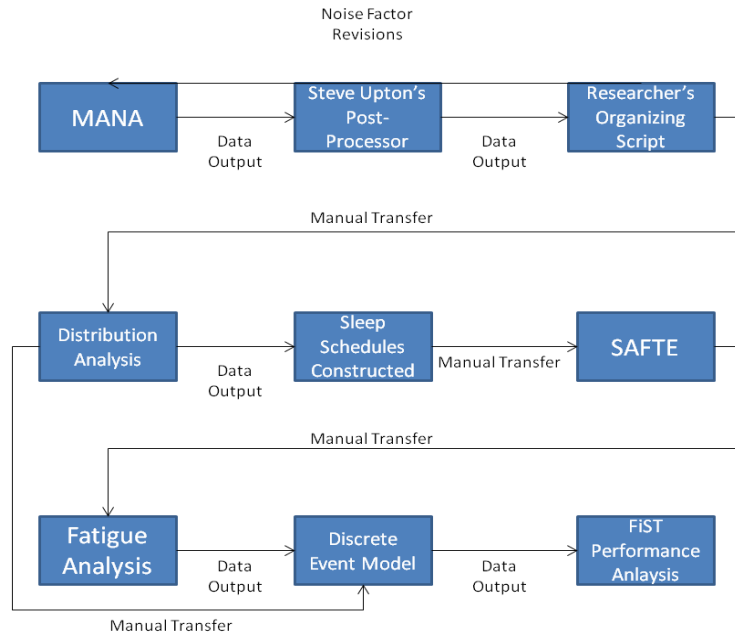 Noise Factor
Revisions
MANA
Data
Output
Steve Upton's
Post-
Processor
Data
Output
Researcher's
Organizing
Script
Manual Transfer
Distribution
Analysis
Data
Output
Sleep
Schedules
Constructed
Manual Transfer
SAFTE
Manual Transfer
Fatigue
Analysis
Data
Output
Discrete
Event Model
Data
Output
FiST
Performance
Anlaysis
Manual Transfer